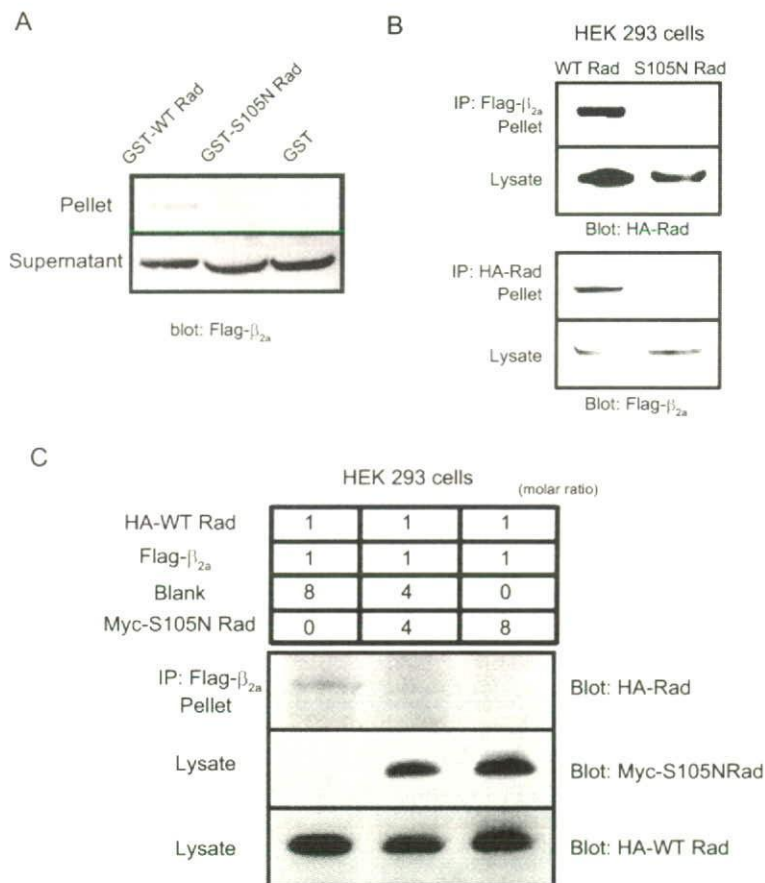 A
GST-WT Rad
GST-S105N Rad
GST
Pellet
Supernatant
blot: Flag-β2a
B
HEK 293 cells
WT Rad S105N Rad
IP: Flag-β2a
Pellet
Lysate
Blot: HA-Rad
IP: HA-Rad
Pellet
Lysate
Blot: Flag-β2a
C
HEK 293 cells
(molar ratio)
HA-WT Rad 1 1 1
Flag-β2a 1 1 1
Blank 8 4 0
Myc-S105N Rad 0 4 8
IP: Flag-β2a
Pellet
Blot: HA-Rad
Lysate
Blot: Myc-S105NRad
Lysate
Blot: HA-WT Rad